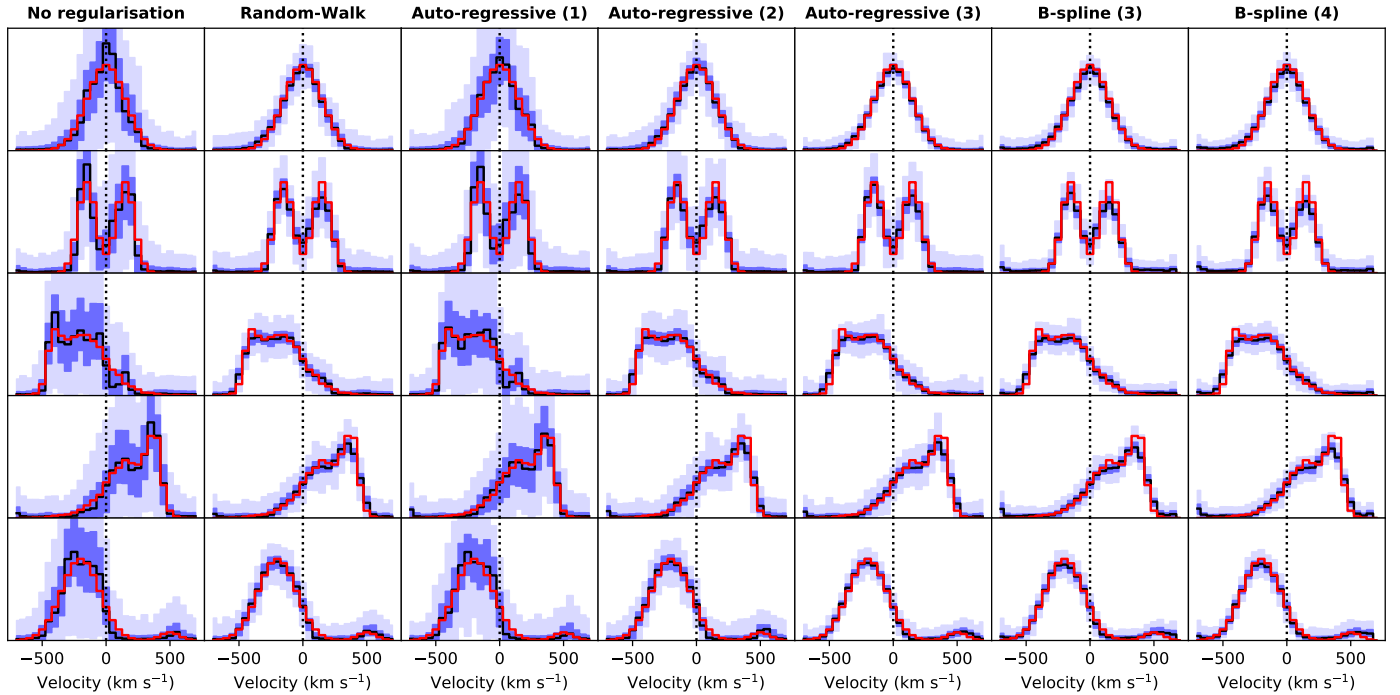 No regularisation Random-Walk Auto-regressive (1) Auto-regressive (2) Auto-regressive (3) B-spline (3) B-spline (4)
−500 0 500 −500 0 500 −500 0 500 −500 0 500 −500 0 500 −500 0 500 −500 0 500
Velocity (km s⁻¹) Velocity (km s⁻¹) Velocity (km s⁻¹) Velocity (km s⁻¹) Velocity (km s⁻¹) Velocity (km s⁻¹) Velocity (km s⁻¹)